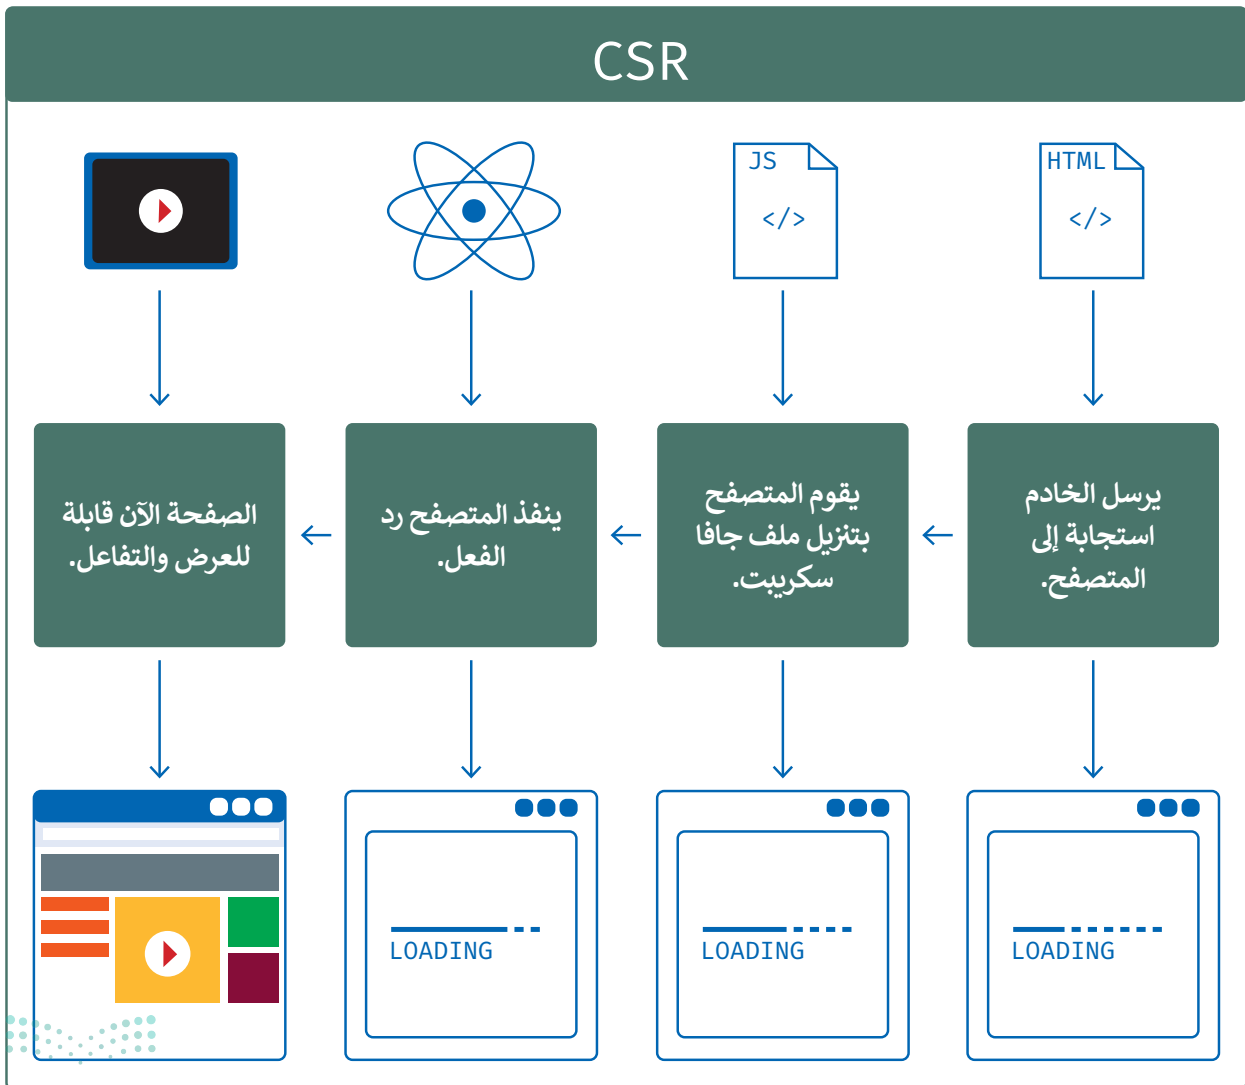 CSR
HTML
</>
JS
</>
يرسل الخادم
استجابة إلى
المتصفح.
يقوم المتصفح
بتنزيل ملف جافا
سكريبت.
ينفذ المتصفح رد
الفعل.
الصفحة الآن قابلة
للعرض والتفاعل.
LOADING
LOADING
LOADING